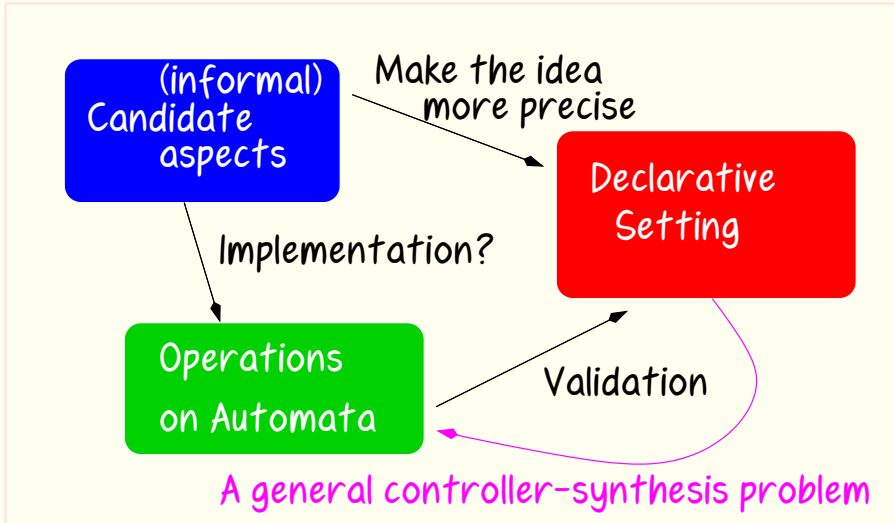 (informal)
Candidate
aspects
Make the idea
more precise
Declarative
Setting
Implementation?
Operations
on Automata
Validation
A general controller-synthesis problem